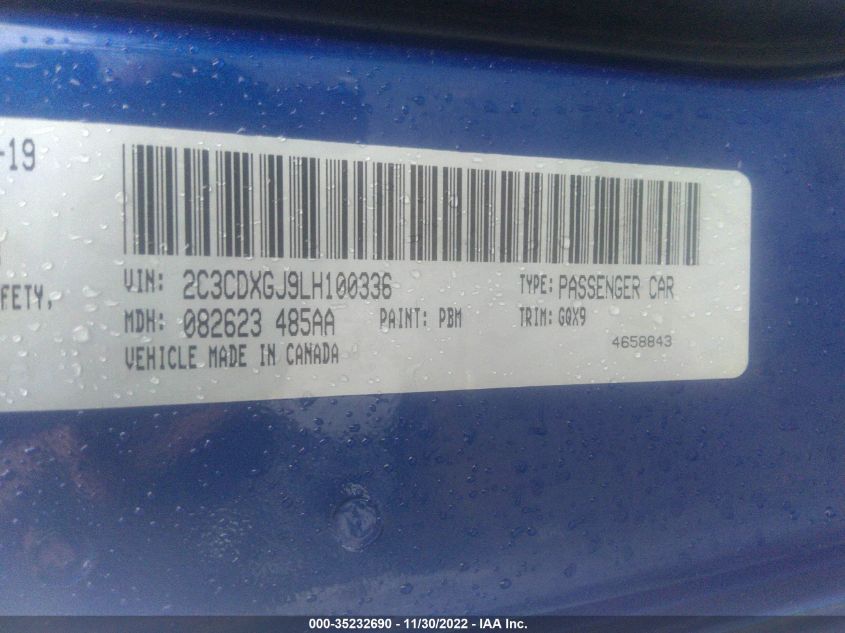 -19
VIN: 2C3CDXGJ9LH100336 TYPE: PASSENGER CAR
FETY,
MDH: 082623 485AA PAINT: PBM TRIM: GQX9
4658843
VEHICLE MADE IN CANADA
000-35232690 - 11/30/2022 - IAA Inc.